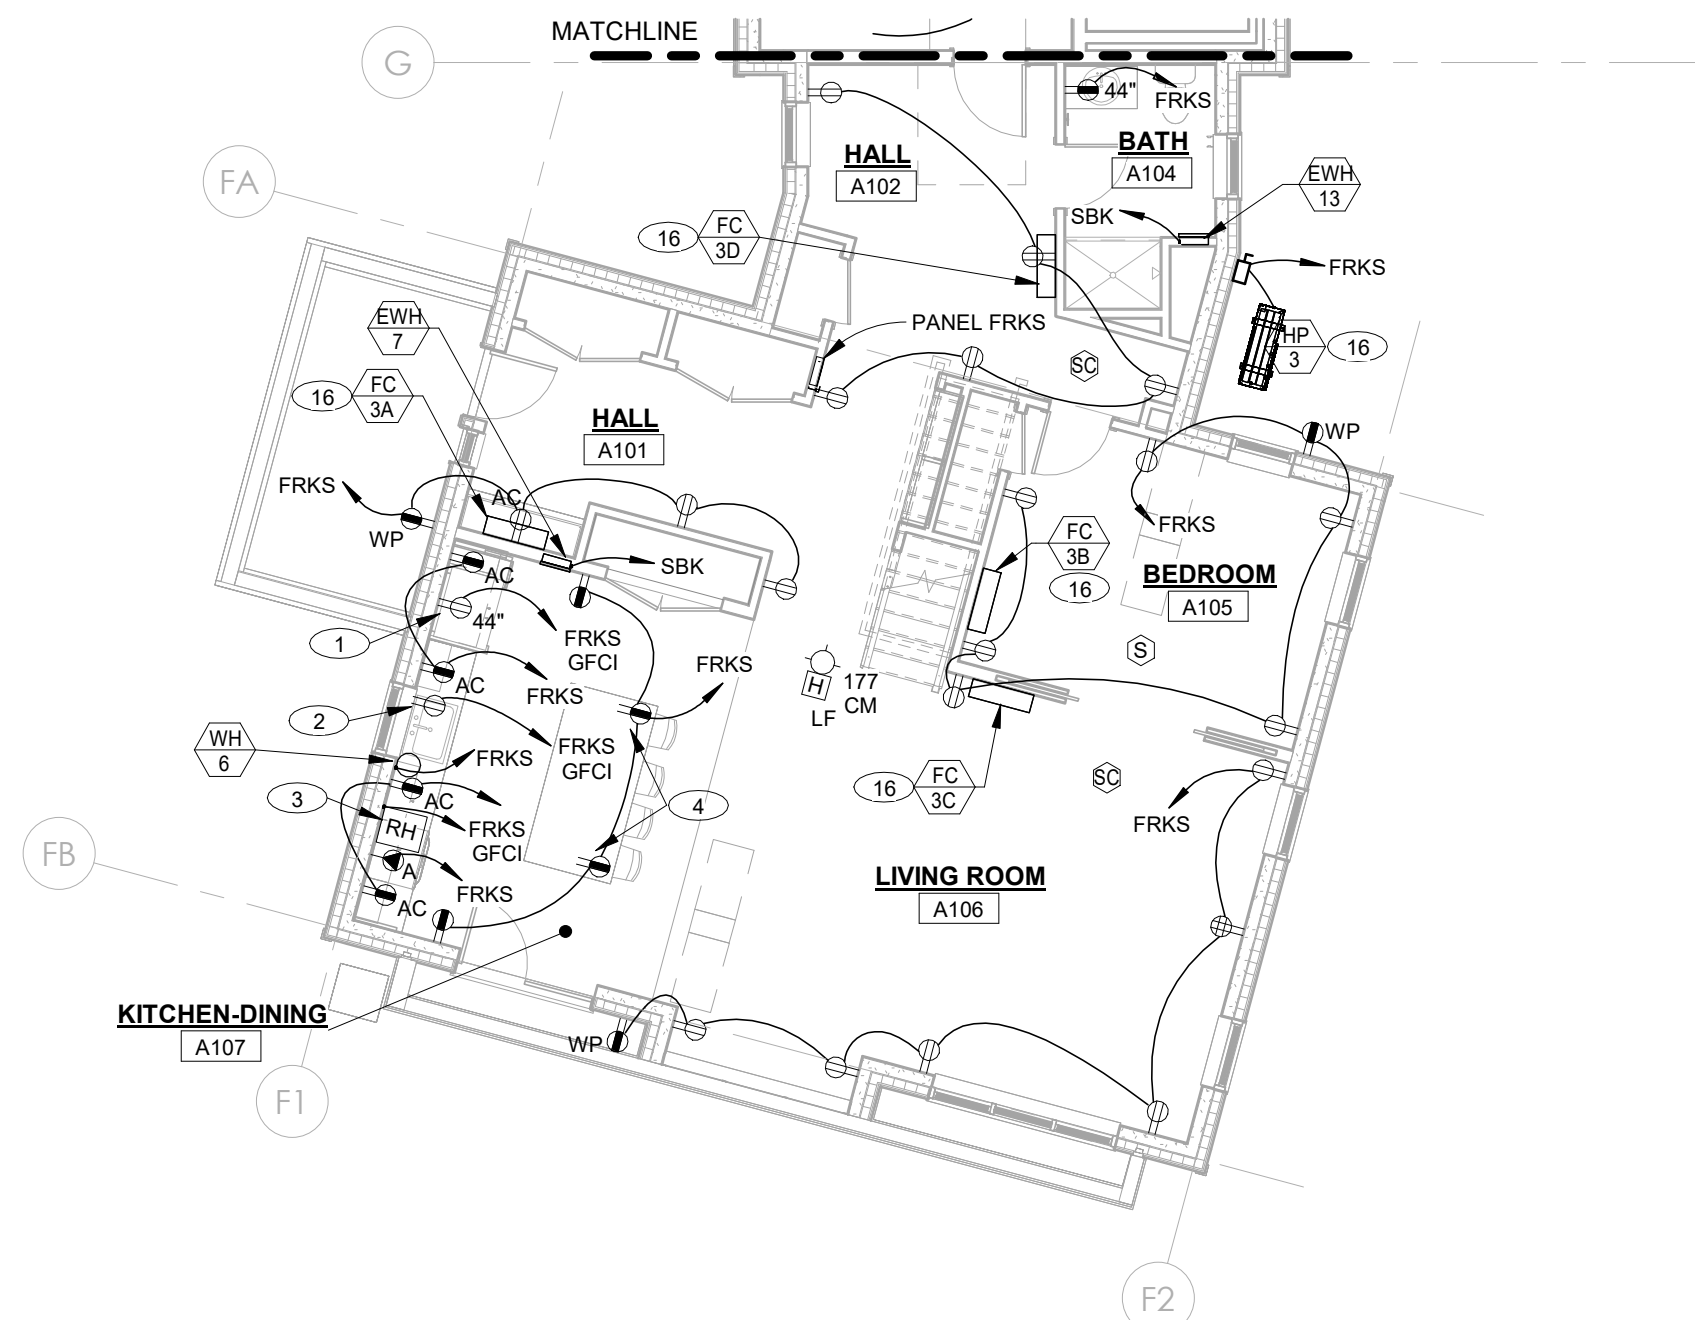 MATCHLINE
G
44"
FRKS
HALL
A102
BATH
A104
FA
EWH
13
SBK
16
FC
3D
FRKS
EWH
7
PANEL FRKS
HP
3
16
SC
16
FC
3A
HALL
A101
WP
FRKS
AC
WP
FRKS
FC
3B
16
SBK
AC
BEDROOM
A105
1
44"
FRKS
GFCI
S
FRKS
H
177
CM
LF
AC
FRKS
2
WH
6
FRKS
GFCI
FRKS
16
FC
3C
SC
3
AC
4
RH
FRKS
GFCI
FRKS
FB
A
FRKS
LIVING ROOM
A106
AC
KITCHEN-DINING
A107
WP
F1
F2